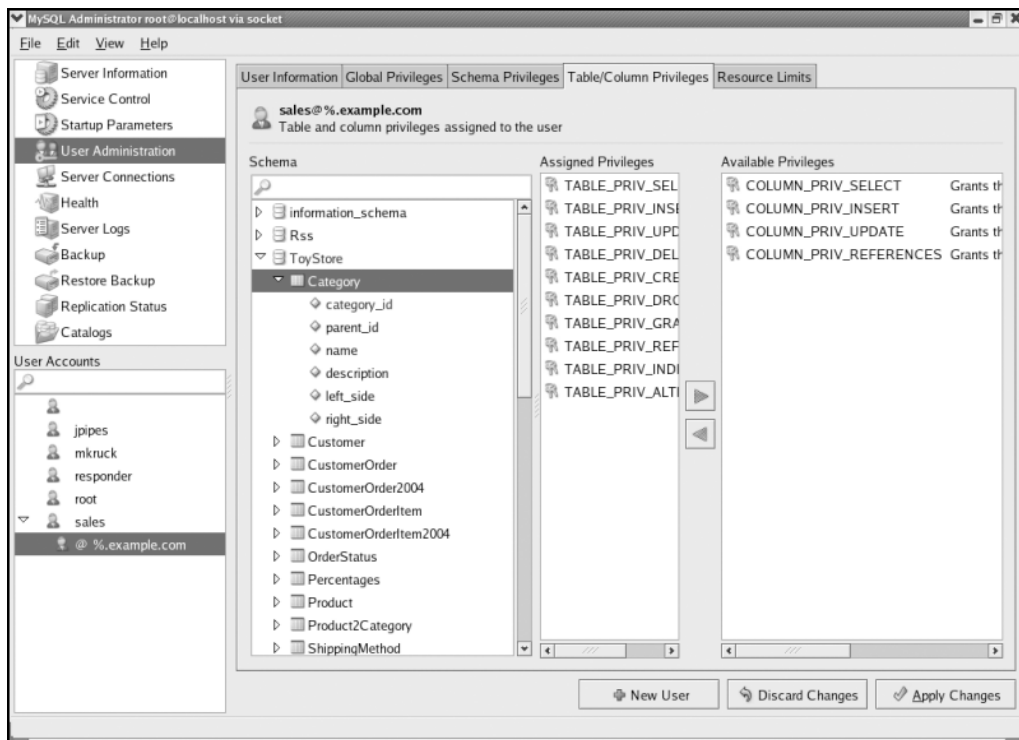 MySQL Administrator root@localhost via socket
File Edit View Help
Server Information
Service Control
Startup Parameters
User Administration
Server Connections
Health
Server Logs
Backup
Restore Backup
Replication Status
Catalogs
User Accounts
jpipes
mkruck
responder
root
sales
@ %.example.com
User Information Global Privileges Schema Privileges Table/Column Privileges Resource Limits
sales@%.example.com
Table and column privileges assigned to the user
Schema
information_schema
Rss
ToyStore
Category
category_id
parent_id
name
description
left_side
right_side
Customer
CustomerOrder
CustomerOrder2004
CustomerOrderItem
CustomerOrderItem2004
OrderStatus
Percentages
Product
Product2Category
ShippingMethod
Assigned Privileges
TABLE_PRIV_SEL
TABLE_PRIV_INSE
TABLE_PRIV_UPD
TABLE_PRIV_DEL
TABLE_PRIV_CRE
TABLE_PRIV_DRO
TABLE_PRIV_GRA
TABLE_PRIV_REF
TABLE_PRIV_INDI
TABLE_PRIV_ALTI
Available Privileges
COLUMN_PRIV_SELECT Grants th
COLUMN_PRIV_INSERT Grants th
COLUMN_PRIV_UPDATE Grants th
COLUMN_PRIV_REFERENCES Grants th
New User Discard Changes Apply Changes